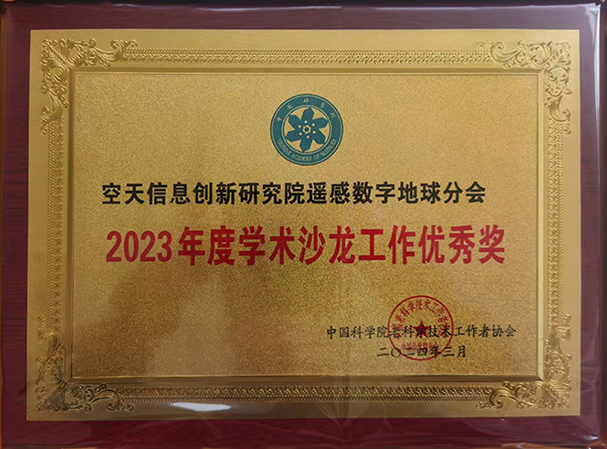 空天信息创新研究院遥感数字地球分会
2023年度学术沙龙工作优秀奖
中国科学院老科学技术工作者协会
二〇二四年三月